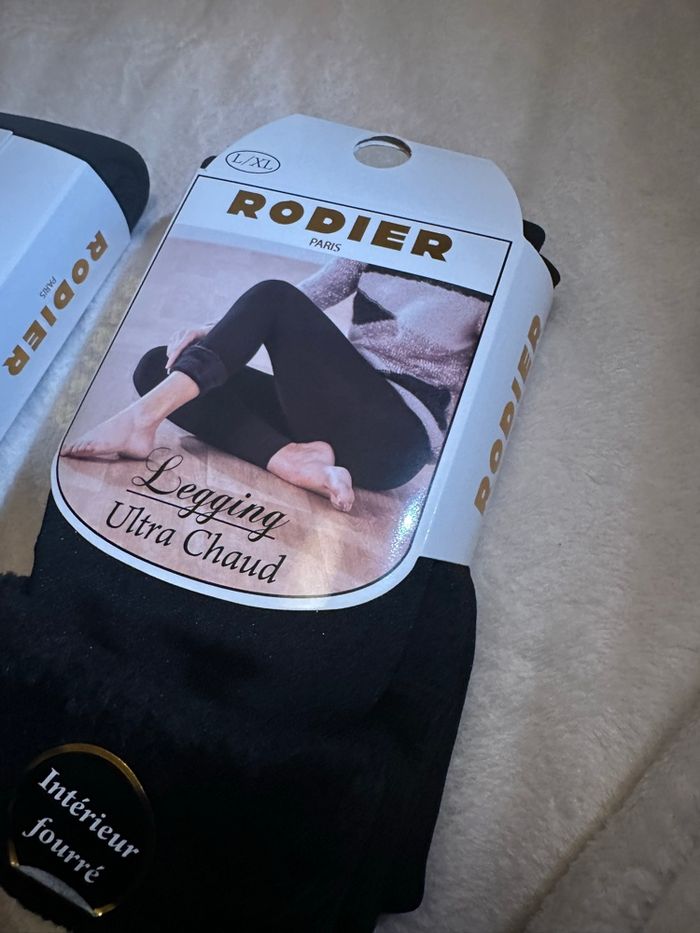 L/XL
RODIER
PARIS
Legging
Ultra Chaud
RODIER
RODIER
PARIS
Intérieur
fourré